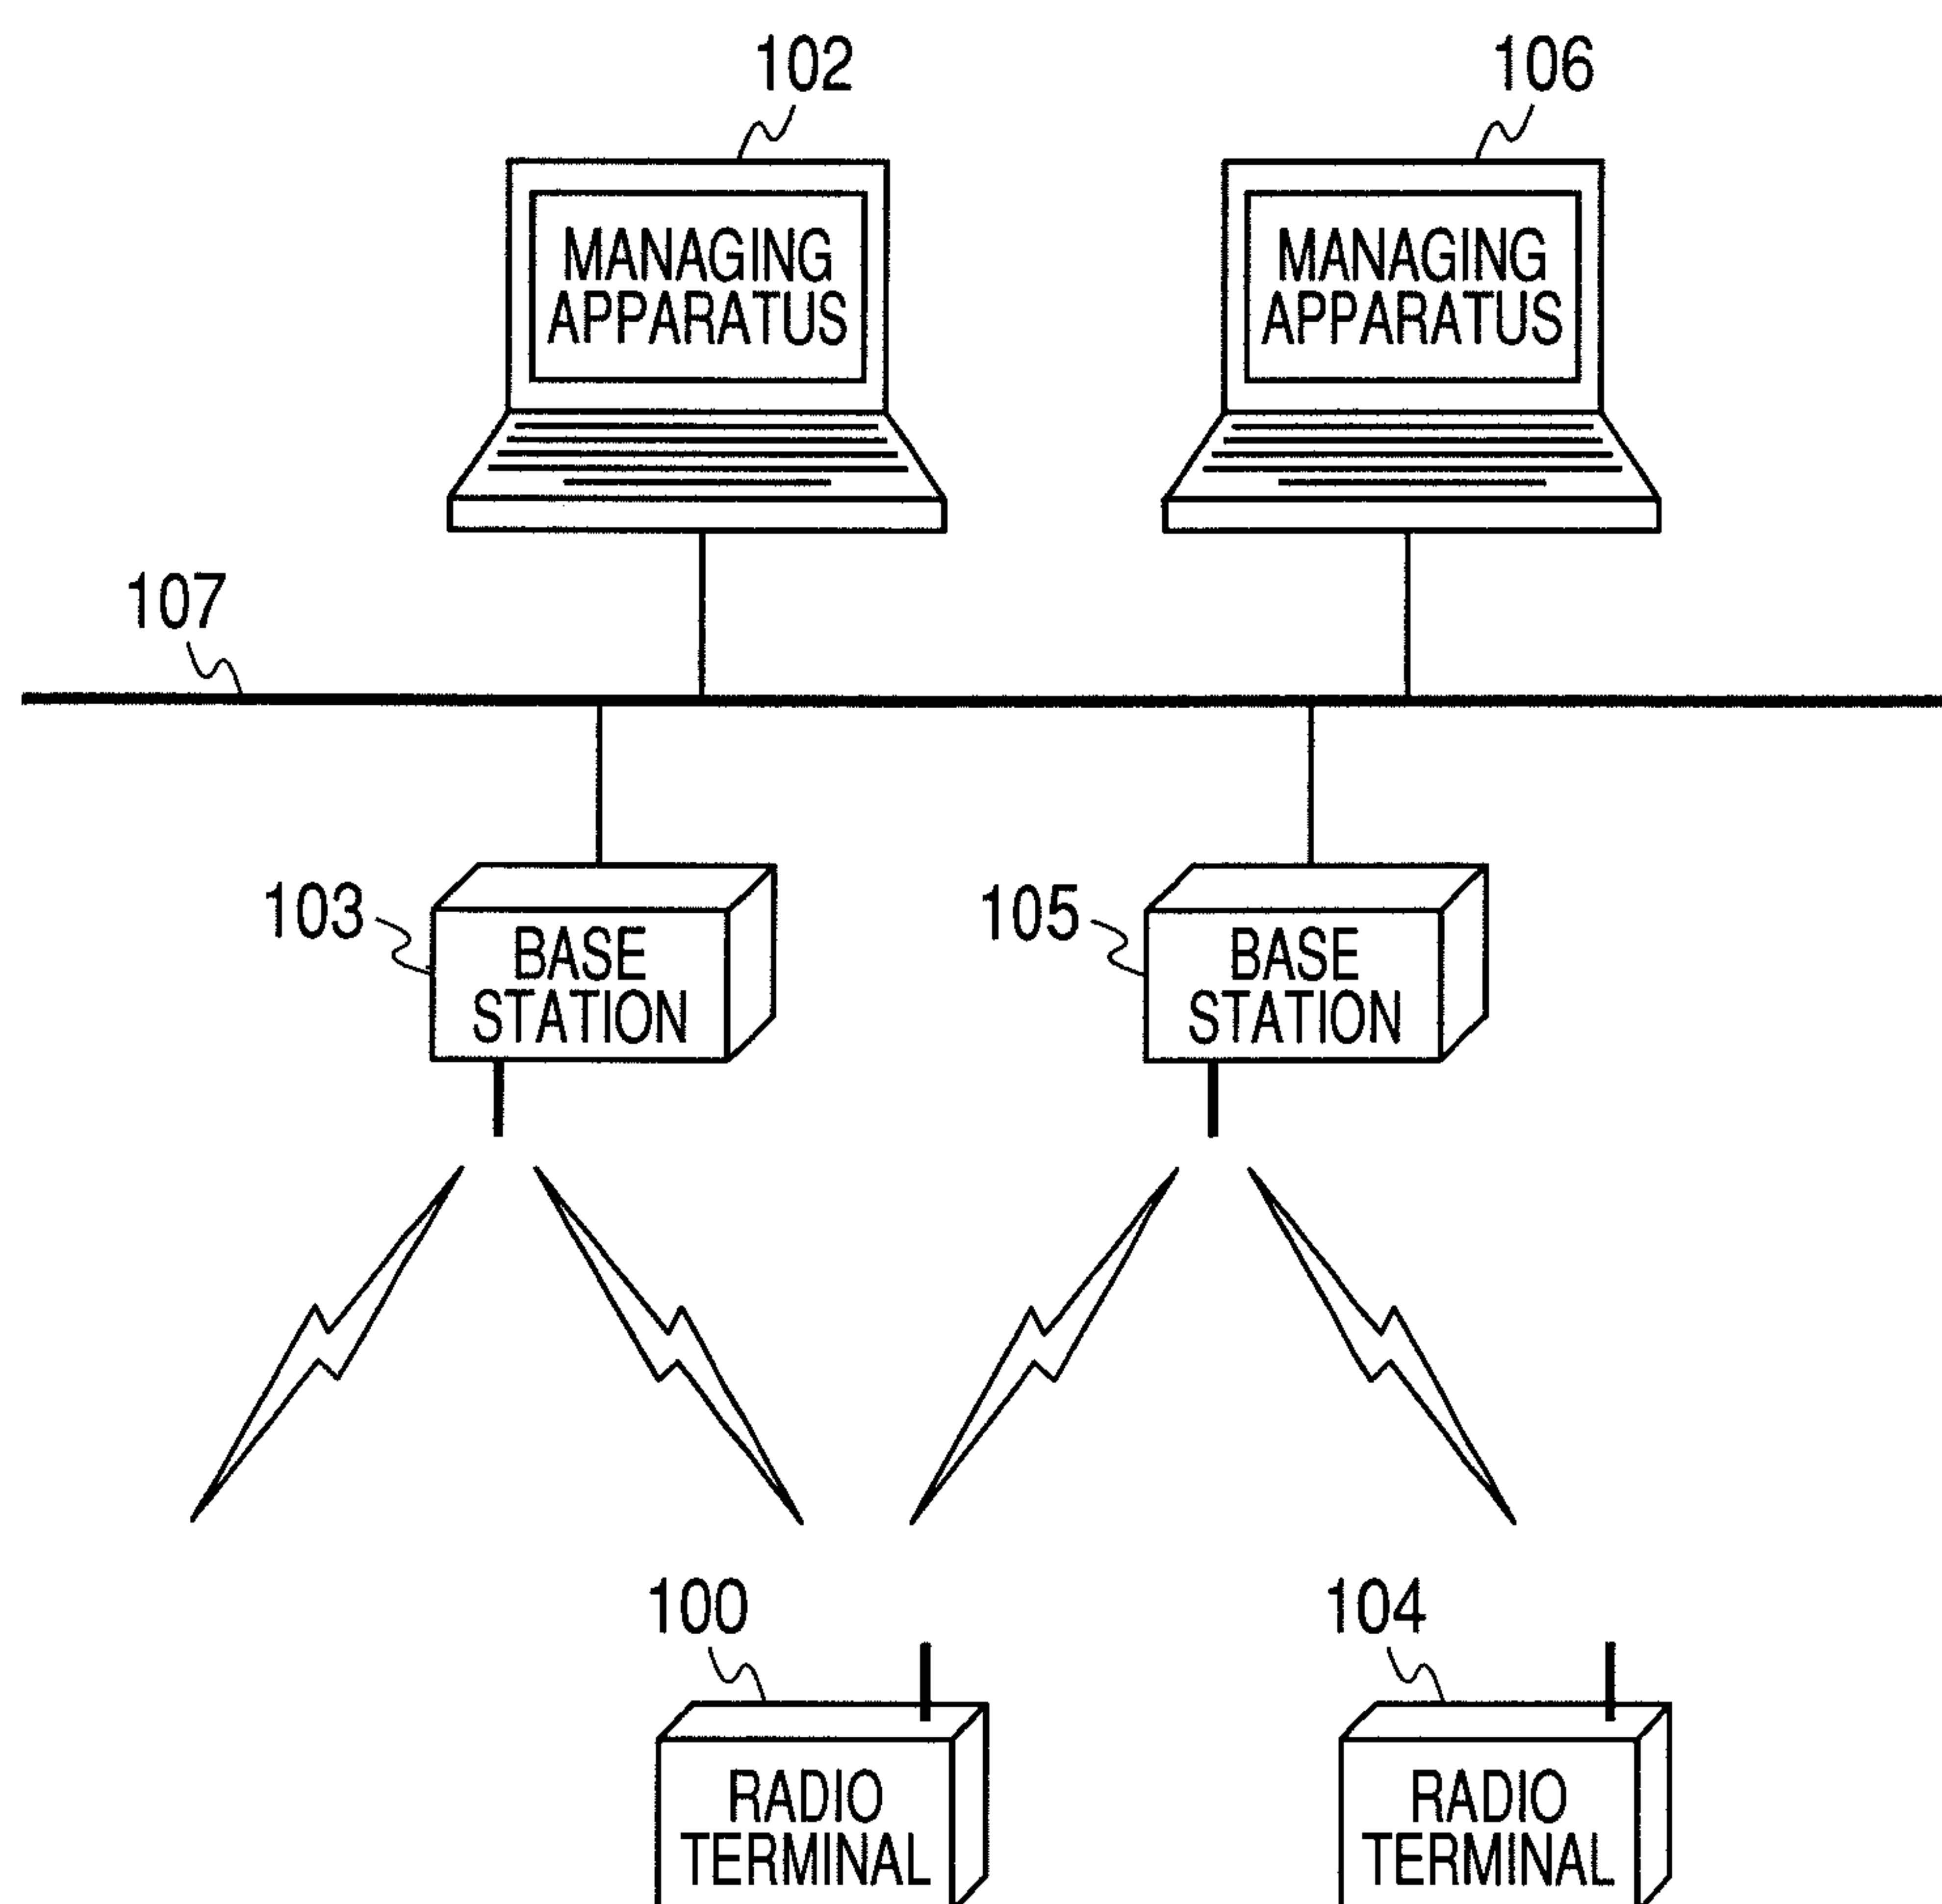 102
106
MANAGING
APPARATUS
MANAGING
APPARATUS
107
103
BASE
STATION
105
BASE
STATION
100
RADIO
TERMINAL
104
RADIO
TERMINAL